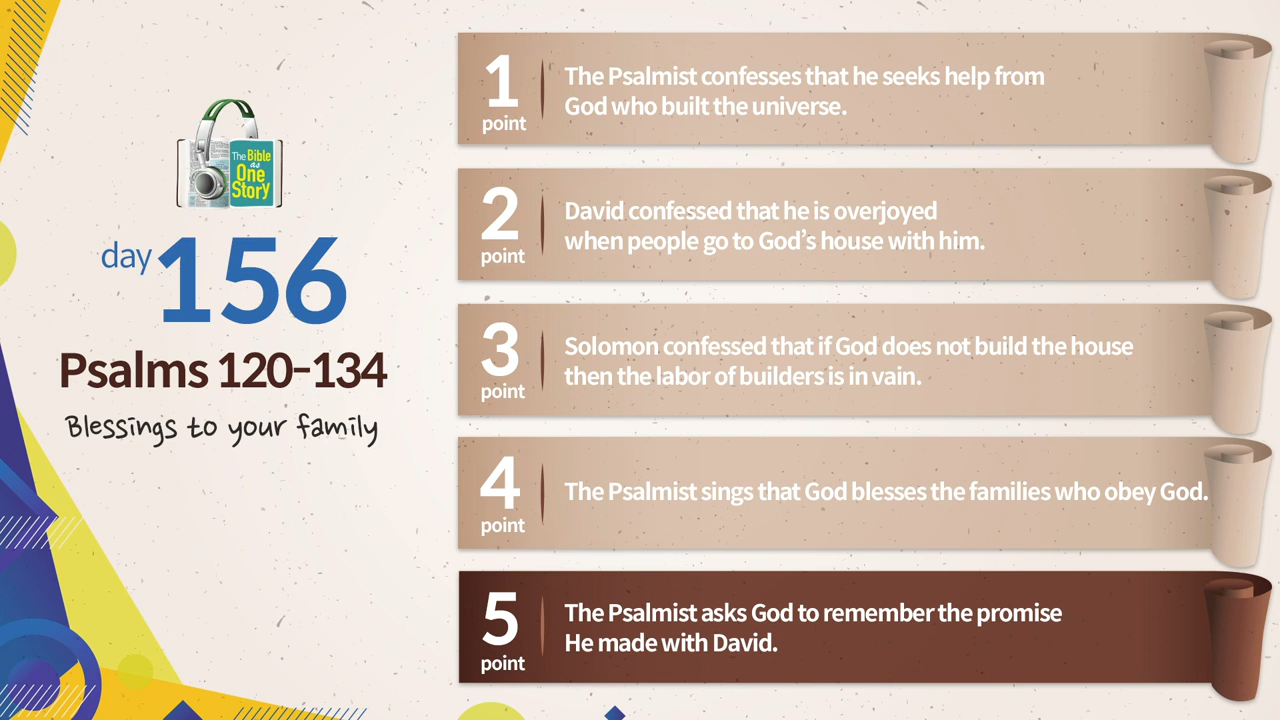 The Bible
as
One
Story
day 156
Psalms 120-134
Blessings to your family
1
point
The Psalmist confesses that he seeks help from
God who built the universe.
2
point
David confessed that he is overjoyed
when people go to God’s house with him.
3
point
Solomon confessed that if God does not build the house
then the labor of builders is in vain.
4
point
The Psalmist sings that God blesses the families who obey God.
5
point
The Psalmist asks God to remember the promise
He made with David.